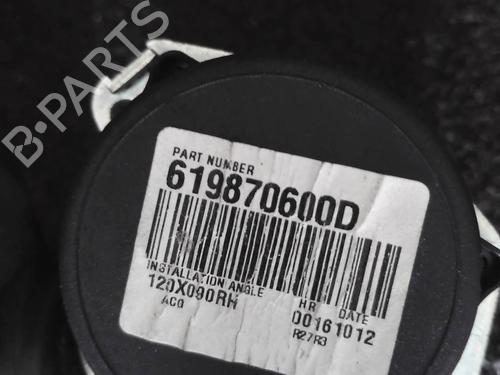 B-PARTS
PART NUMBER
619870600D
INSTALLATION ANGLE
120X090RH
HR DATE
ACG
00161012
R27R3